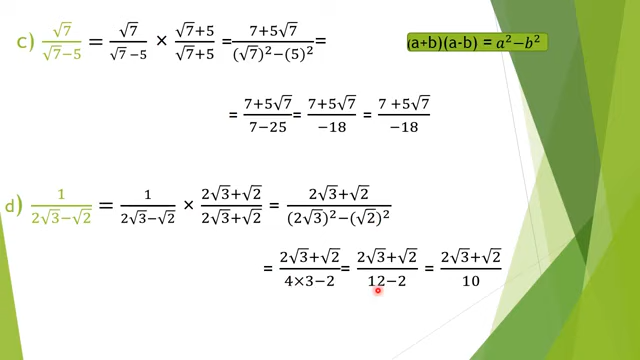 c) √7/(√7−5) = √7/(√7 −5) × (√7+5)/(√7+5) = (7+5√7)/((√7)²−(5)²) =
(a+b)(a-b) = a²−b²
= (7+5√7)/(7−25) = (7+5√7)/(−18) = (7 +5√7)/(−18)
d) 1/(2√3−√2) = 1/(2√3−√2) × (2√3+√2)/(2√3+√2) = (2√3+√2)/((2√3)²−(√2)²)
= (2√3+√2)/(4×3−2) = (2√3+√2)/(12−2) = (2√3+√2)/10